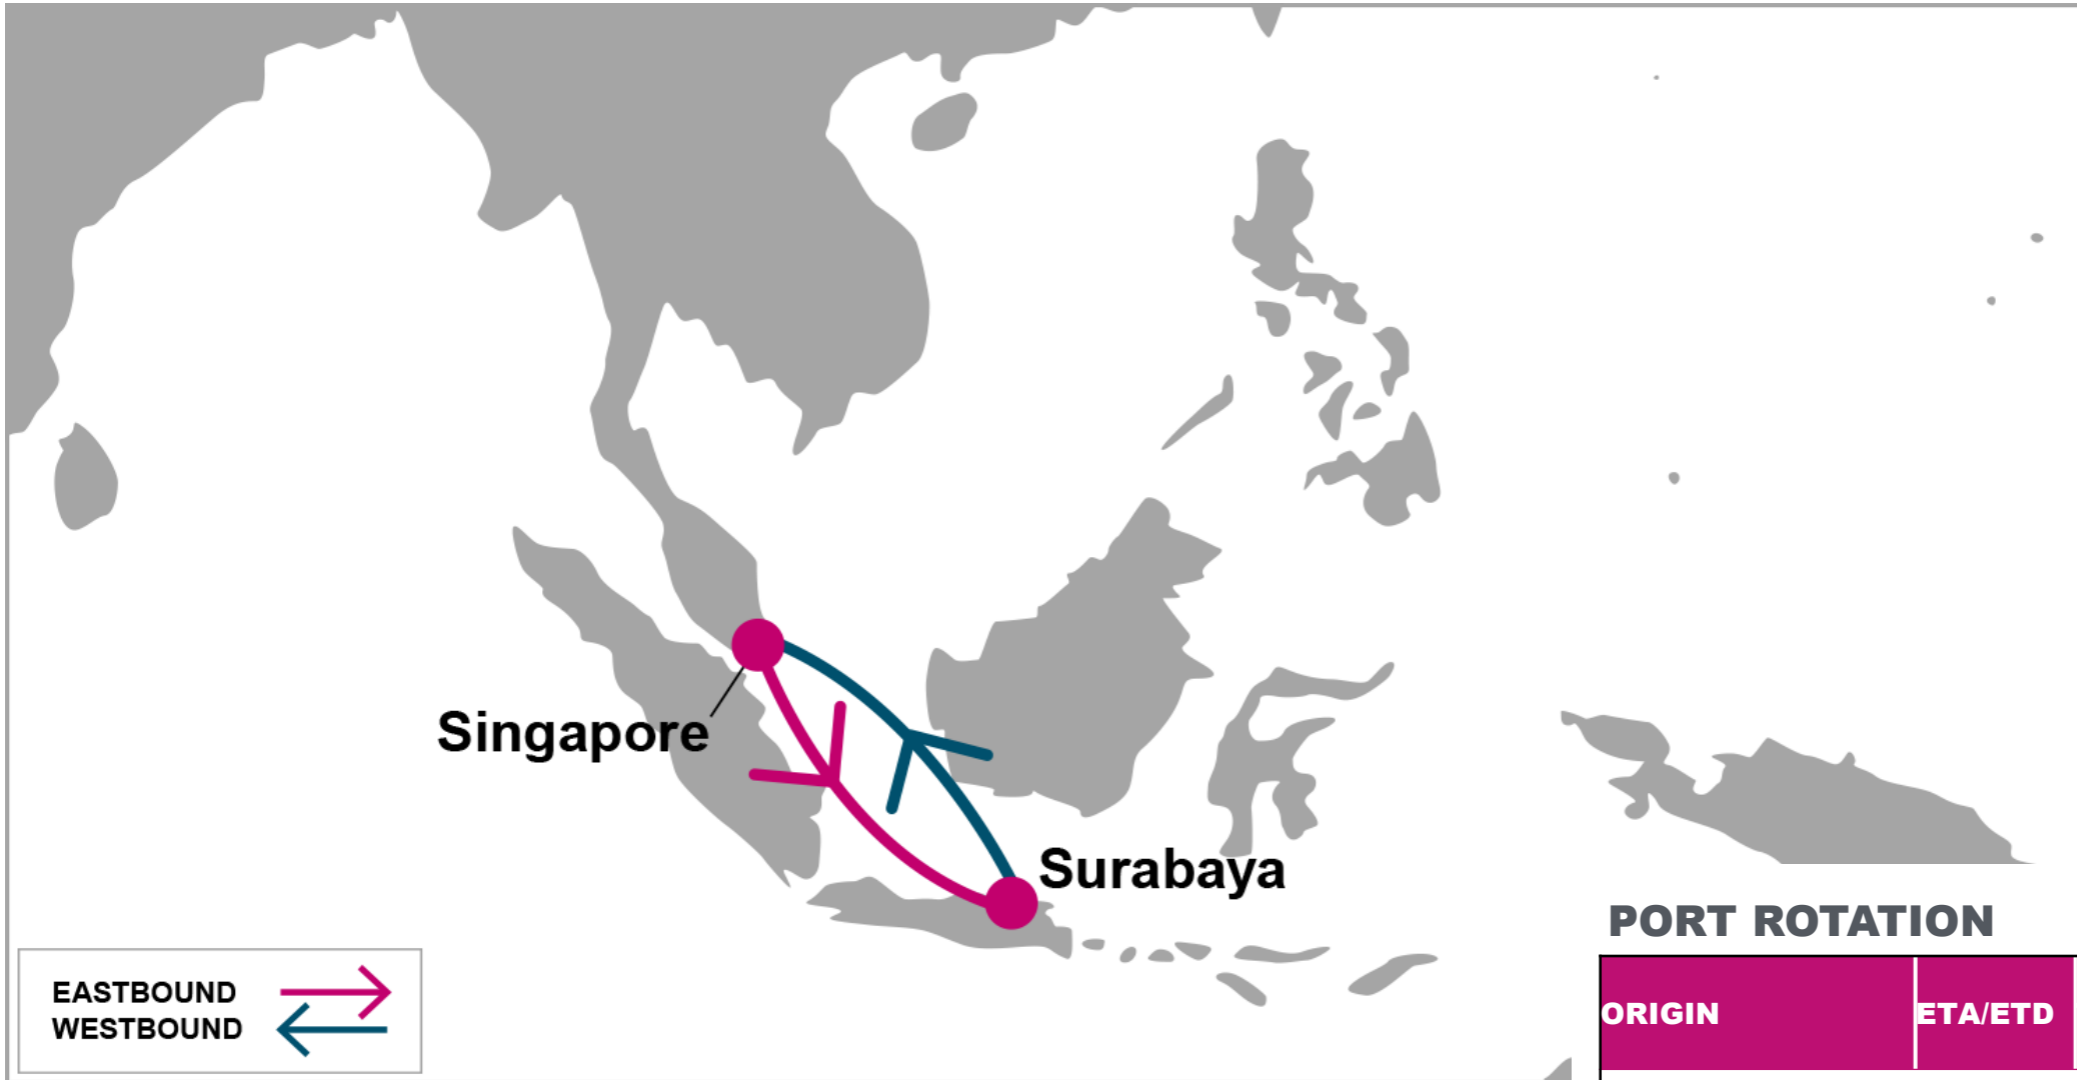 Singapore
Surabaya
PORT ROTATION
ORIGIN ETA/ETD
EASTBOUND
WESTBOUND